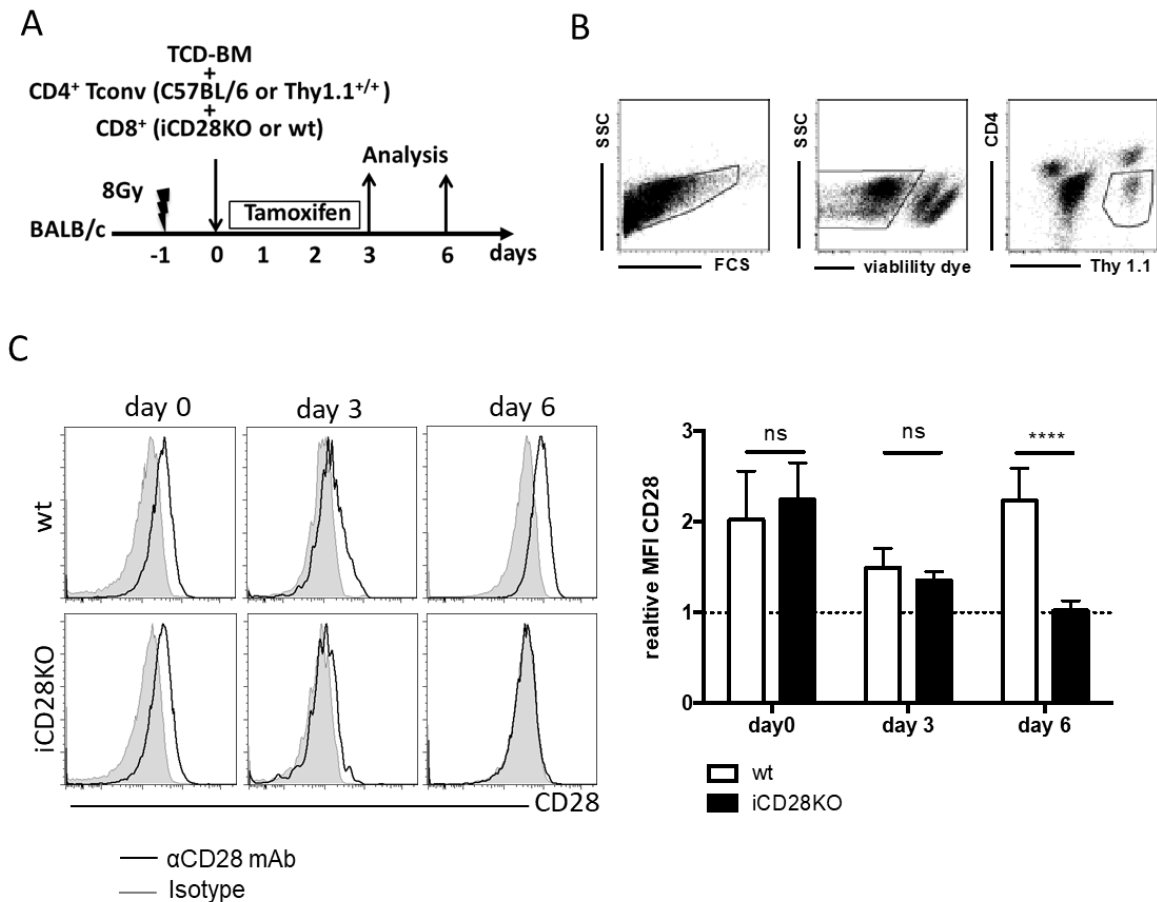 A
TCD-BM
+
CD4⁺ Tconv (C57BL/6 or Thy1.1⁺/⁺)
+
CD8⁺ (iCD28KO or wt)
Analysis
8Gy
Tamoxifen
BALB/c
-1 0 1 2 3 6 days
B
SSC
FCS
SSC
viablility dye
CD4
Thy 1.1
C
day 0 day 3 day 6
wt
iCD28KO
CD28
αCD28 mAb
Isotype
realtive MFI CD28
3
2
1
0
ns ns ****
day0 day 3 day 6
wt
iCD28KO